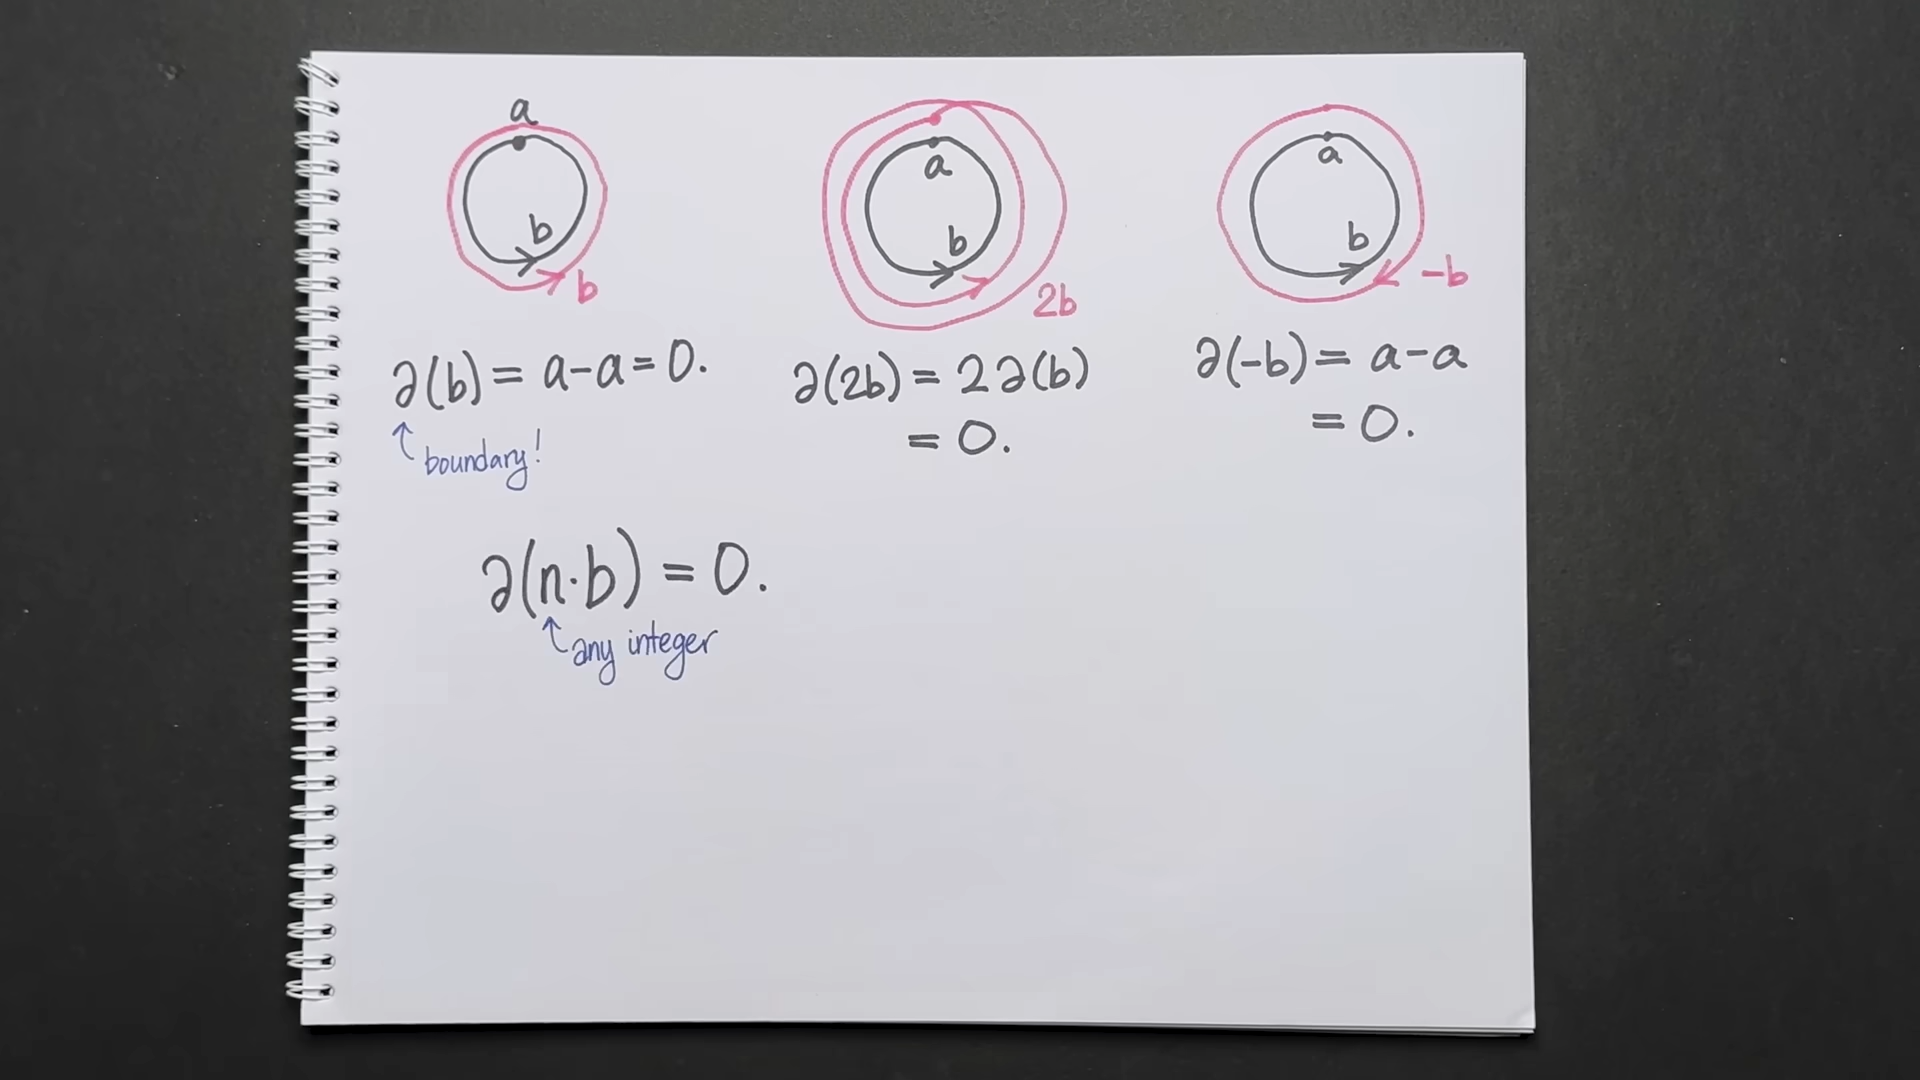 a
b
b
∂(b) = a-a = 0.
boundary!
a
b
2b
∂(2b) = 2∂(b)
= 0.
a
b
-b
∂(-b) = a-a
= 0.
∂(n·b) = 0.
any integer